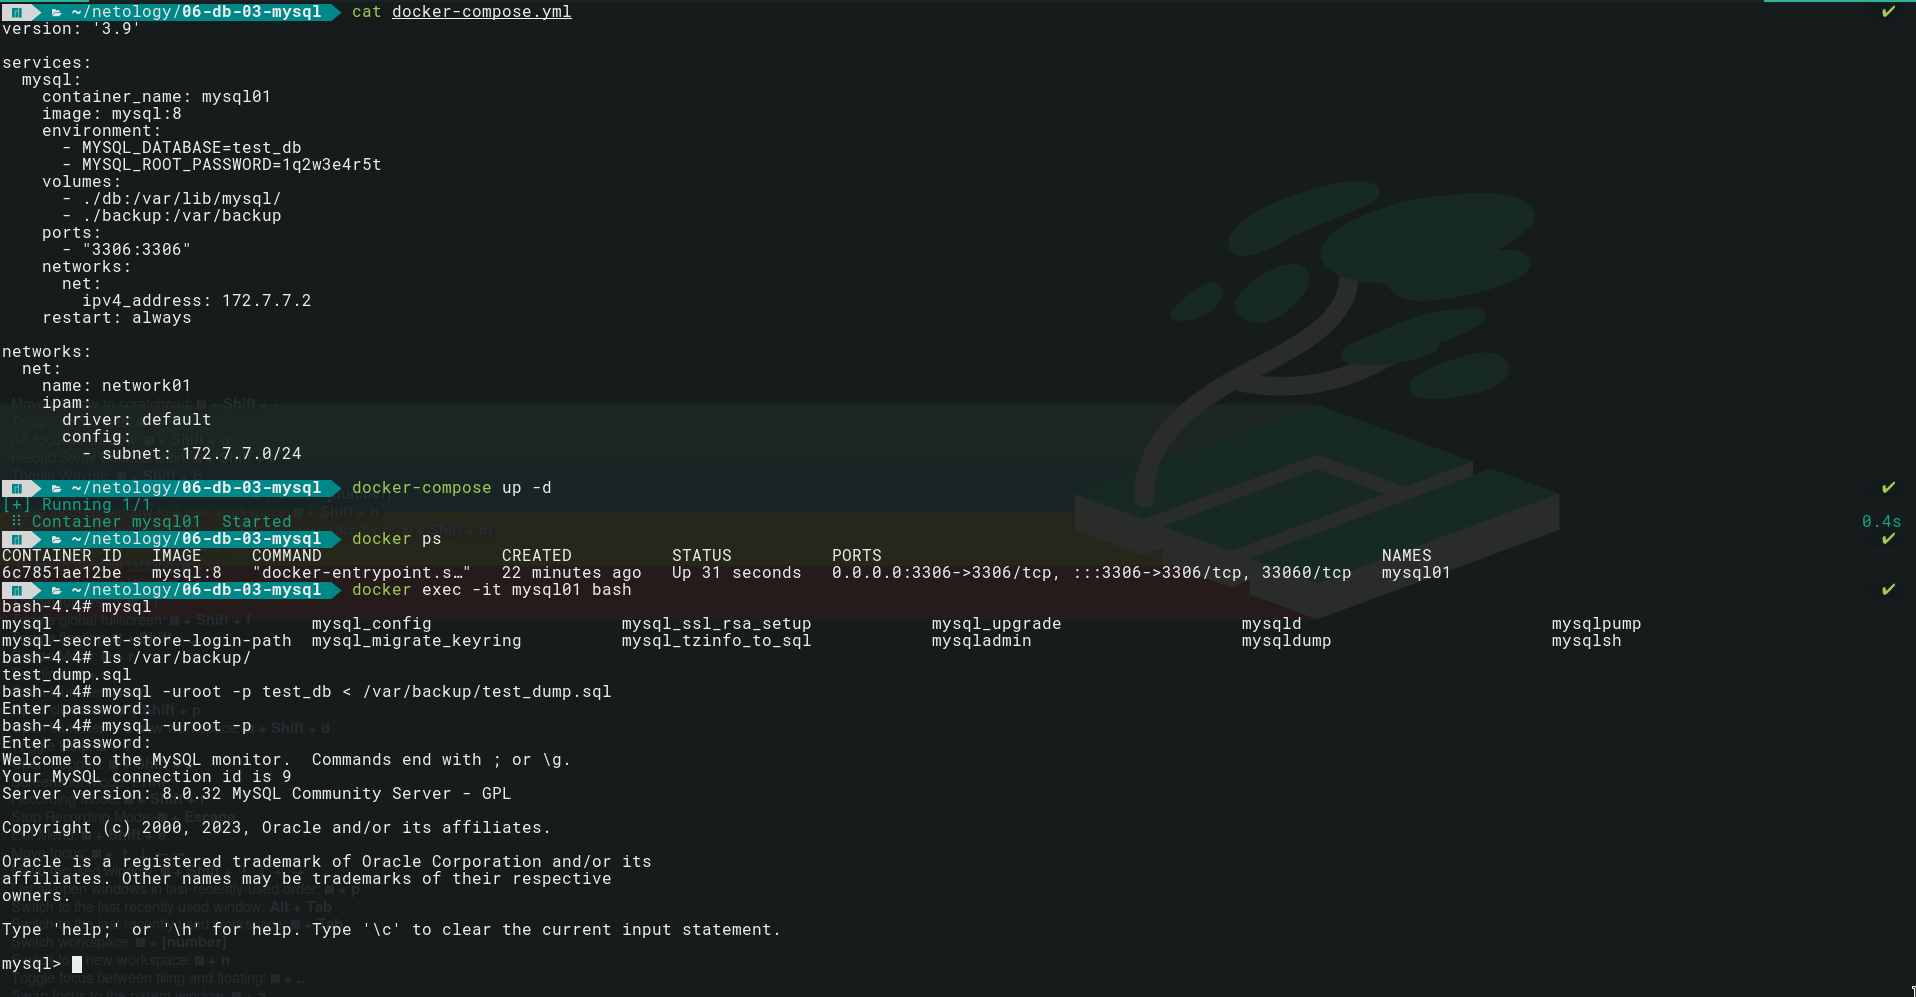 ~/netology/06-db-03-mysql cat docker-compose.yml ✔
version: '3.9'

services:
  mysql:
    container_name: mysql01
    image: mysql:8
    environment:
      - MYSQL_DATABASE=test_db
      - MYSQL_ROOT_PASSWORD=1q2w3e4r5t
    volumes:
      - ./db:/var/lib/mysql/
      - ./backup:/var/backup
    ports:
      - "3306:3306"
    networks:
      net:
        ipv4_address: 172.7.7.2
    restart: always

networks:
  net:
    name: network01
    ipam:
      driver: default
      config:
        - subnet: 172.7.7.0/24

~/netology/06-db-03-mysql docker-compose up -d ✔
[+] Running 1/1
 ⠿ Container mysql01  Started 0.4s
~/netology/06-db-03-mysql docker ps ✔
CONTAINER ID   IMAGE     COMMAND                  CREATED          STATUS          PORTS                                                  NAMES
6c7851ae12be   mysql:8   "docker-entrypoint.s…"   22 minutes ago   Up 31 seconds   0.0.0.0:3306->3306/tcp, :::3306->3306/tcp, 33060/tcp   mysql01
~/netology/06-db-03-mysql docker exec -it mysql01 bash ✔
bash-4.4# mysql
mysql                          mysql_config                   mysql_ssl_rsa_setup            mysql_upgrade                  mysqld                         mysqlpump
mysql-secret-store-login-path  mysql_migrate_keyring          mysql_tzinfo_to_sql            mysqladmin                     mysqldump                      mysqlsh
bash-4.4# ls /var/backup/
test_dump.sql
bash-4.4# mysql -uroot -p test_db < /var/backup/test_dump.sql
Enter password:
bash-4.4# mysql -uroot -p
Enter password:
Welcome to the MySQL monitor.  Commands end with ; or \g.
Your MySQL connection id is 9
Server version: 8.0.32 MySQL Community Server - GPL

Copyright (c) 2000, 2023, Oracle and/or its affiliates.

Oracle is a registered trademark of Oracle Corporation and/or its
affiliates. Other names may be trademarks of their respective
owners.

Type 'help;' or '\h' for help. Type '\c' to clear the current input statement.

mysql>